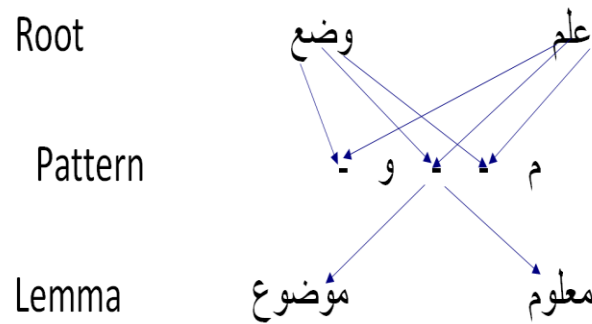 Root وضع علم
Pattern م - - و -
Lemma موضوع معلوم